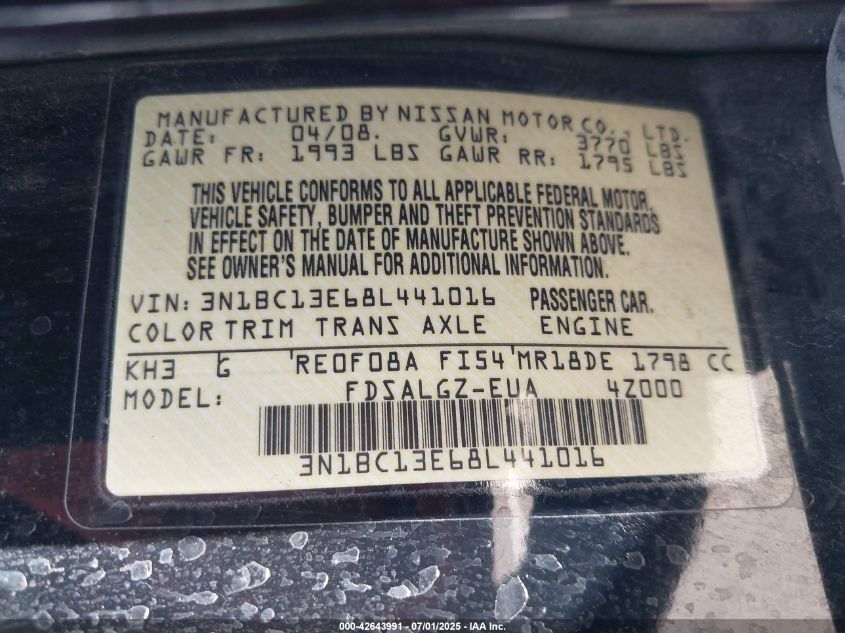 MANUFACTURED BY NISSAN MOTOR CO., LTD.
DATE: 04/08. GVWR: 3770 LBS
GAWR FR: 1993 LBS GAWR RR: 1795 LBS
THIS VEHICLE CONFORMS TO ALL APPLICABLE FEDERAL MOTOR
VEHICLE SAFETY, BUMPER AND THEFT PREVENTION STANDARDS
IN EFFECT ON THE DATE OF MANUFACTURE SHOWN ABOVE.
SEE OWNER'S MANUAL FOR ADDITIONAL INFORMATION.
VIN: 3N1BC13E68L441016 PASSENGER CAR.
COLOR TRIM TRANS AXLE ENGINE
KH3 G RE0F08A FI54 MR18DE 1798 CC
MODEL: FDSALGZ-EUA 4Z000
3N1BC13E68L441016
000-42643991 - 07/01/2025 - IAA Inc.